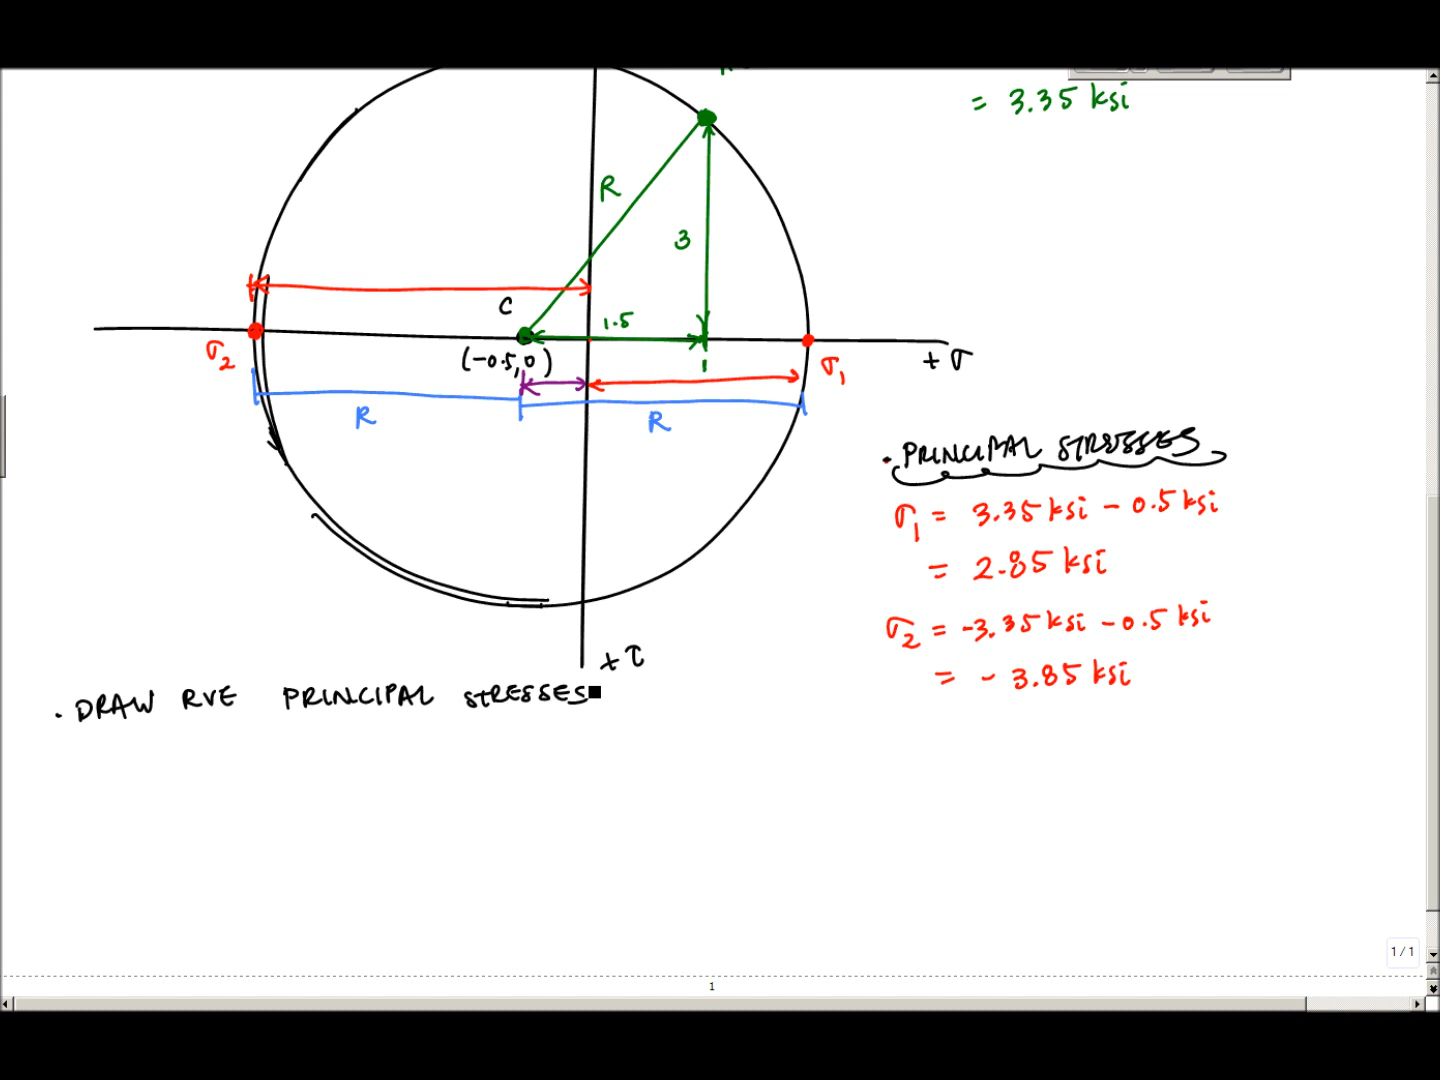 = 3.35 ksi
R
3
C
1.5
σ2
(-0.5,0)
1
σ1
+ σ
R
R
. PRINCIPAL STRESSES
σ1 = 3.35 ksi - 0.5 ksi
= 2.85 ksi
σ2 = -3.35 ksi - 0.5 ksi
= - 3.85 ksi
+ τ
. DRAW RVE PRINCIPAL STRESSES
1 / 1
1